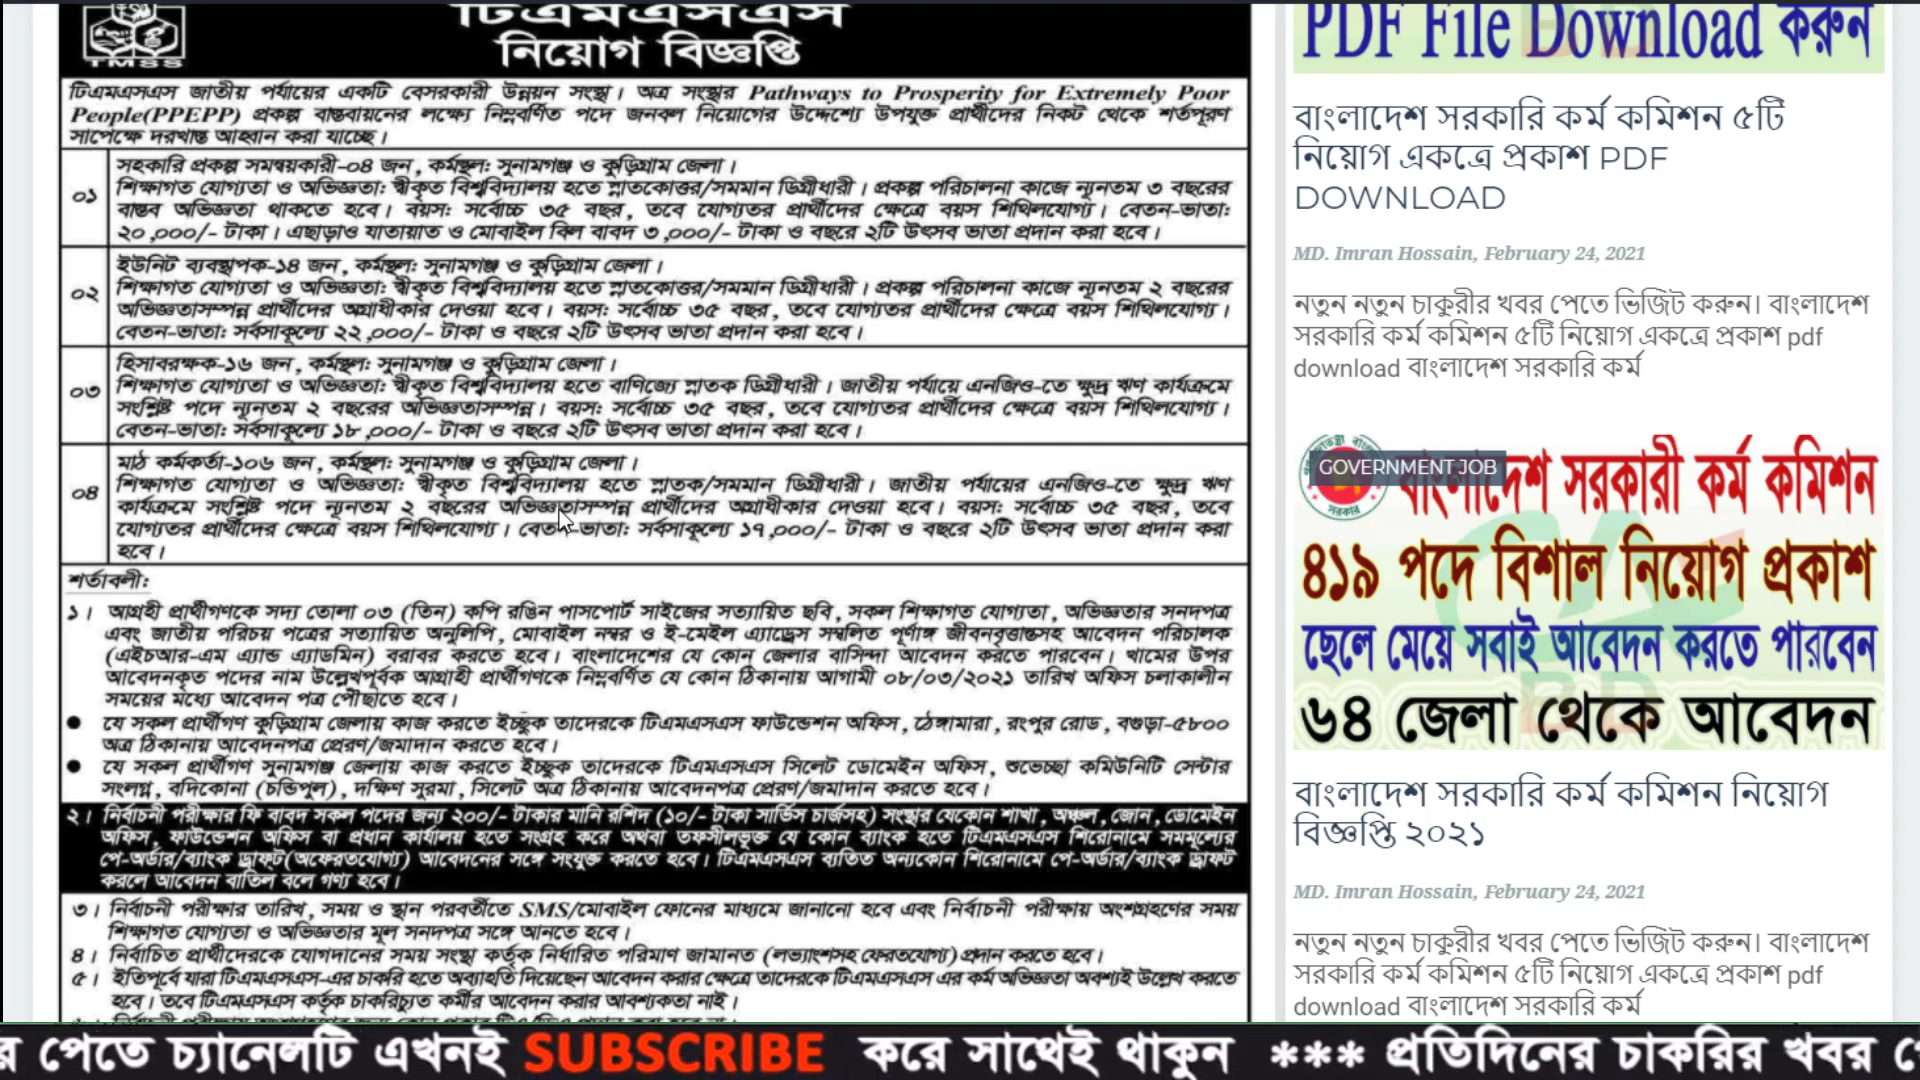 টিএমএসএস
নিয়োগ বিজ্ঞপ্তি
TMSS
টিএমএসএস জাতীয় পর্যায়ের একটি বেসরকারী উন্নয়ন সংস্থা। অত্র সংস্থার Pathways to Prosperity for Extremely Poor
People(PPEPP) প্রকল্প বাস্তবায়নের লক্ষ্যে নিম্নবর্ণিত পদে জনবল নিয়োগের উদ্দেশ্যে উপযুক্ত প্রার্থীদের নিকট থেকে শর্তপূরণ
সাপেক্ষে দরখাস্ত আহ্বান করা যাচ্ছে।
০১
সহকারি প্রকল্প সমন্বয়কারী-০৪ জন, কর্মস্থল: সুনামগঞ্জ ও কুড়িগ্রাম জেলা।
শিক্ষাগত যোগ্যতা ও অভিজ্ঞতা: স্বীকৃত বিশ্ববিদ্যালয় হতে স্নাতকোত্তর/সমমান ডিগ্রীধারী। প্রকল্প পরিচালনা কাজে ন্যূনতম ৩ বছরের
বাস্তব অভিজ্ঞতা থাকতে হবে। বয়স: সর্বোচ্চ ৩৫ বছর, তবে যোগ্যতর প্রার্থীদের ক্ষেত্রে বয়স শিথিলযোগ্য। বেতন-ভাতা:
২০,০০০/- টাকা। এছাড়াও যাতায়াত ও মোবাইল বিল বাবদ ৩,০০০/- টাকা ও বছরে ২টি উৎসব ভাতা প্রদান করা হবে।
০২
ইউনিট ব্যবস্থাপক-১৪ জন, কর্মস্থল: সুনামগঞ্জ ও কুড়িগ্রাম জেলা।
শিক্ষাগত যোগ্যতা ও অভিজ্ঞতা: স্বীকৃত বিশ্ববিদ্যালয় হতে স্নাতকোত্তর/সমমান ডিগ্রীধারী। প্রকল্প পরিচালনা কাজে ন্যূনতম ২ বছরের
অভিজ্ঞতাসম্পন্ন প্রার্থীদের অগ্রাধীকার দেওয়া হবে। বয়স: সর্বোচ্চ ৩৫ বছর, তবে যোগ্যতর প্রার্থীদের ক্ষেত্রে বয়স শিথিলযোগ্য।
বেতন-ভাতা: সর্বসাকূল্যে ২২,০০০/- টাকা ও বছরে ২টি উৎসব ভাতা প্রদান করা হবে।
০৩
হিসাবরক্ষক-১৬ জন, কর্মস্থল: সুনামগঞ্জ ও কুড়িগ্রাম জেলা।
শিক্ষাগত যোগ্যতা ও অভিজ্ঞতা: স্বীকৃত বিশ্ববিদ্যালয় হতে বাণিজ্যে স্নাতক ডিগ্রীধারী। জাতীয় পর্যায়ে এনজিও-তে ক্ষুদ্র ঋণ কার্যক্রমে
সংশ্লিষ্ট পদে ন্যূনতম ২ বছরের অভিজ্ঞতাসম্পন্ন। বয়স: সর্বোচ্চ ৩৫ বছর, তবে যোগ্যতর প্রার্থীদের ক্ষেত্রে বয়স শিথিলযোগ্য।
বেতন-ভাতা: সর্বসাকূল্যে ১৮,০০০/- টাকা ও বছরে ২টি উৎসব ভাতা প্রদান করা হবে।
০৪
মাঠ কর্মকর্তা-১০৬ জন, কর্মস্থল: সুনামগঞ্জ ও কুড়িগ্রাম জেলা।
শিক্ষাগত যোগ্যতা ও অভিজ্ঞতা: স্বীকৃত বিশ্ববিদ্যালয় হতে স্নাতক/সমমান ডিগ্রীধারী। জাতীয় পর্যায়ের এনজিও-তে ক্ষুদ্র ঋণ
কার্যক্রমে সংশ্লিষ্ট পদে ন্যূনতম ২ বছরের অভিজ্ঞতাসম্পন্ন প্রার্থীদের অগ্রাধীকার দেওয়া হবে। বয়স: সর্বোচ্চ ৩৫ বছর, তবে
যোগ্যতর প্রার্থীদের ক্ষেত্রে বয়স শিথিলযোগ্য। বেতন-ভাতা: সর্বসাকূল্যে ১৭,০০০/- টাকা ও বছরে ২টি উৎসব ভাতা প্রদান করা
হবে।
শর্তাবলী:
১। আগ্রহী প্রার্থীগণকে সদ্য তোলা ০৩ (তিন) কপি রঙিন পাসপোর্ট সাইজের সত্যায়িত ছবি, সকল শিক্ষাগত যোগ্যতা, অভিজ্ঞতার সনদপত্র
এবং জাতীয় পরিচয় পত্রের সত্যায়িত অনুলিপি, মোবাইল নম্বর ও ই-মেইল এ্যাড্রেস সম্বলিত পূর্ণাঙ্গ জীবনবৃত্তান্তসহ আবেদন পরিচালক
(এইচআর-এম এ্যান্ড এ্যাডমিন) বরাবর করতে হবে। বাংলাদেশের যে কোন জেলার বাসিন্দা আবেদন করতে পারবেন। খামের উপর
আবেদনকৃত পদের নাম উল্লেখপূর্বক আগ্রাহী প্রার্থীগণকে নিম্নবর্ণিত যে কোন ঠিকানায় আগামী ০৮/০৩/২০২১ তারিখ অফিস চলাকালীন
সময়ের মধ্যে আবেদন পত্র পৌঁছাতে হবে।
● যে সকল প্রার্থীগণ কুড়িগ্রাম জেলায় কাজ করতে ইচ্ছুক তাদেরকে টিএমএসএস ফাউন্ডেশন অফিস, ঠেঙ্গামারা, রংপুর রোড, বগুড়া-৫৮০০
অত্র ঠিকানায় আবেদনপত্র প্রেরণ/জমাদান করতে হবে।
● যে সকল প্রার্থীগণ সুনামগঞ্জ জেলায় কাজ করতে ইচ্ছুক তাদেরকে টিএমএসএস সিলেট ডোমেইন অফিস, শুভেচ্ছা কমিউনিটি সেন্টার
সংলগ্ন, বদিকোনা (চন্ডিপুল), দক্ষিণ সুরমা, সিলেট অত্র ঠিকানায় আবেদনপত্র প্রেরণ/জমাদান করতে হবে।
২। নির্বাচনী পরীক্ষার ফি বাবদ সকল পদের জন্য ২০০/- টাকার মানি রশিদ (১০/- টাকা সার্ভিস চার্জসহ) সংস্থার যেকোন শাখা, অঞ্চল, জোন, ডোমেইন
অফিস, ফাউন্ডেশন অফিস বা প্রধান কার্যালয় হতে সংগ্রহ করে অথবা তফসীলভূক্ত যে কোন ব্যাংক হতে টিএমএসএস শিরোনামে সমমূল্যের
পে-অর্ডার/ব্যাংক ড্রাফট(অফেরতযোগ্য) আবেদনের সঙ্গে সংযুক্ত করতে হবে। টিএমএসএস ব্যতিত অন্যকোন শিরোনামে পে-অর্ডার/ব্যাংক ড্রাফট
করলে আবেদন বাতিল বলে গণ্য হবে।
৩। নির্বাচনী পরীক্ষার তারিখ, সময় ও স্থান পরবর্তীতে SMS/মোবাইল ফোনের মাধ্যমে জানানো হবে এবং নির্বাচনী পরীক্ষায় অংশগ্রহণের সময়
শিক্ষাগত যোগ্যতা ও অভিজ্ঞতার মূল সনদপত্র সঙ্গে আনতে হবে।
৪। নির্বাচিত প্রার্থীদেরকে যোগদানের সময় সংস্থা কর্তৃক নির্ধারিত পরিমাণ জামানত (লভ্যাংশসহ ফেরতযোগ্য) প্রদান করতে হবে।
৫। ইতিপূর্বে যারা টিএমএসএস-এর চাকরি হতে অব্যাহতি দিয়েছেন আবেদন করার ক্ষেত্রে তাদেরকে টিএমএসএস এর কর্ম অভিজ্ঞতা অবশ্যই উল্লেখ করতে
হবে। তবে টিএমএসএস কর্তৃক চাকরিচ্যুত কর্মীর আবেদন করার আবশ্যকতা নাই।
PDF File Download করুন
বাংলাদেশ সরকারি কর্ম কমিশন ৫টি
নিয়োগ একত্রে প্রকাশ PDF
DOWNLOAD
MD. Imran Hossain, February 24, 2021
নতুন নতুন চাকুরীর খবর পেতে ভিজিট করুন। বাংলাদেশ
সরকারি কর্ম কমিশন ৫টি নিয়োগ একত্রে প্রকাশ pdf
download বাংলাদেশ সরকারি কর্ম
GOVERNMENT JOB
বাংলাদেশ সরকারী কর্ম কমিশন
৪১৯ পদে বিশাল নিয়োগ প্রকাশ
ছেলে মেয়ে সবাই আবেদন করতে পারবেন
৬৪ জেলা থেকে আবেদন
বাংলাদেশ সরকারি কর্ম কমিশন নিয়োগ
বিজ্ঞপ্তি ২০২১
MD. Imran Hossain, February 24, 2021
নতুন নতুন চাকুরীর খবর পেতে ভিজিট করুন। বাংলাদেশ
সরকারি কর্ম কমিশন ৫টি নিয়োগ একত্রে প্রকাশ pdf
download বাংলাদেশ সরকারি কর্ম
র পেতে চ্যানেলটি এখনই SUBSCRIBE করে সাথেই থাকুন *** প্রতিদিনের চাকরির খবর পে